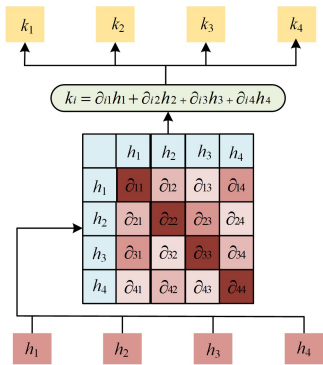 k₁ k₂ k₃ k₄
kᵢ = ∂ᵢ₁h₁ + ∂ᵢ₂h₂ + ∂ᵢ₃h₃ + ∂ᵢ₄h₄
h₁ h₂ h₃ h₄
h₁ ∂₁₁ ∂₁₂ ∂₁₃ ∂₁₄
h₂ ∂₂₁ ∂₂₂ ∂₂₃ ∂₂₄
h₃ ∂₃₁ ∂₃₂ ∂₃₃ ∂₃₄
h₄ ∂₄₁ ∂₄₂ ∂₄₃ ∂₄₄
h₁ h₂ h₃ h₄